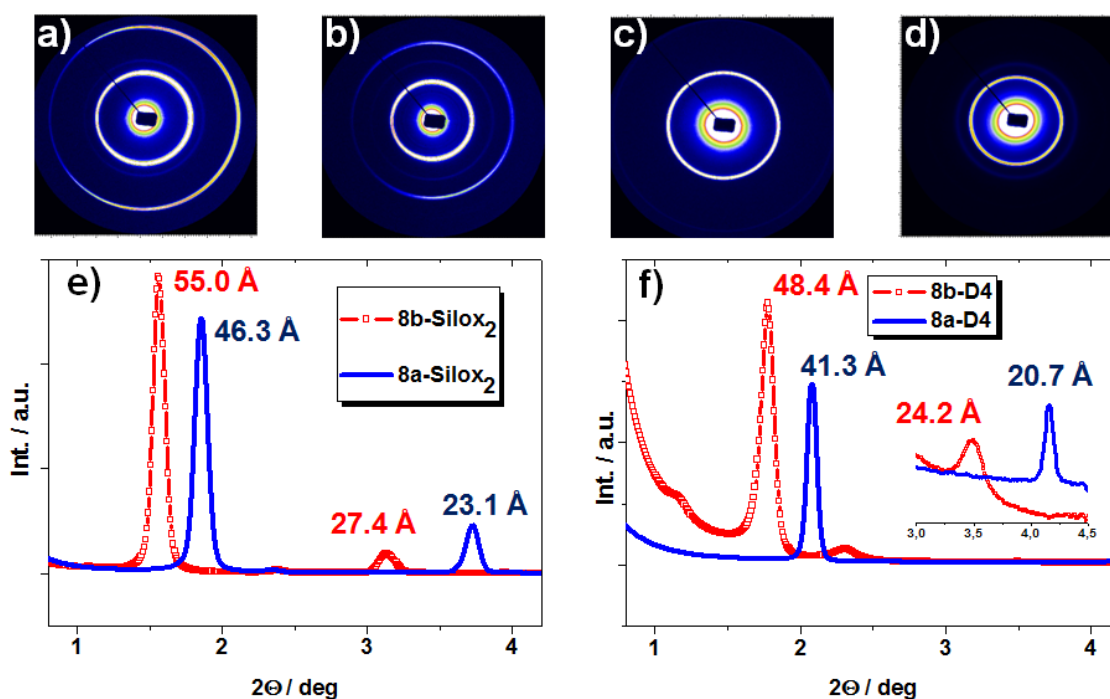 a)
b)
c)
d)
e)
55.0 Å
46.3 Å
8b-Silox2
8a-Silox2
27.4 Å
23.1 Å
Int. / a.u.
1 2 3 4
2Θ / deg
f)
48.4 Å
8b-D4
8a-D4
41.3 Å
20.7 Å
24.2 Å
3,0 3,5 4,0 4,5
Int. / a.u.
1 2 3 4
2Θ / deg